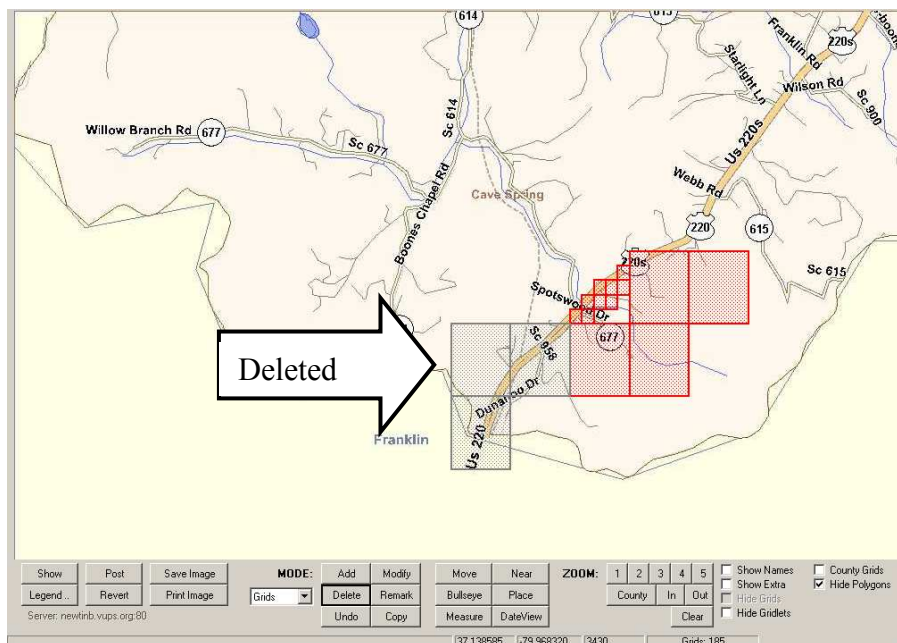 614
220s
Franklin Rd
Wilson Rd
Starlight Ln
Sc 900
Willow Branch Rd
677
Sc 677
Sc 614
Us 220s
Boones Chapel Rd
Cave Spring
Webb Rd
220
615
220s
Sc 615
Spotswood Dr
677
Sc 958
Deleted
Dunaroo Dr
Franklin
Us 220
Show
Post
Save Image
MODE:
Add
Modify
Move
Near
ZOOM:
1 2 3 4 5
Show Names
County Grids
Legend ..
Revert
Print Image
Grids
Delete
Remark
Bullseye
Place
County
In
Out
Show Extra
Hide Polygons
Hide Grids
Server: newtinb.vups.org:80
Undo
Copy
Measure
DateView
Clear
Hide Gridlets
37.138585 -79.968320 3430 Grids: 185